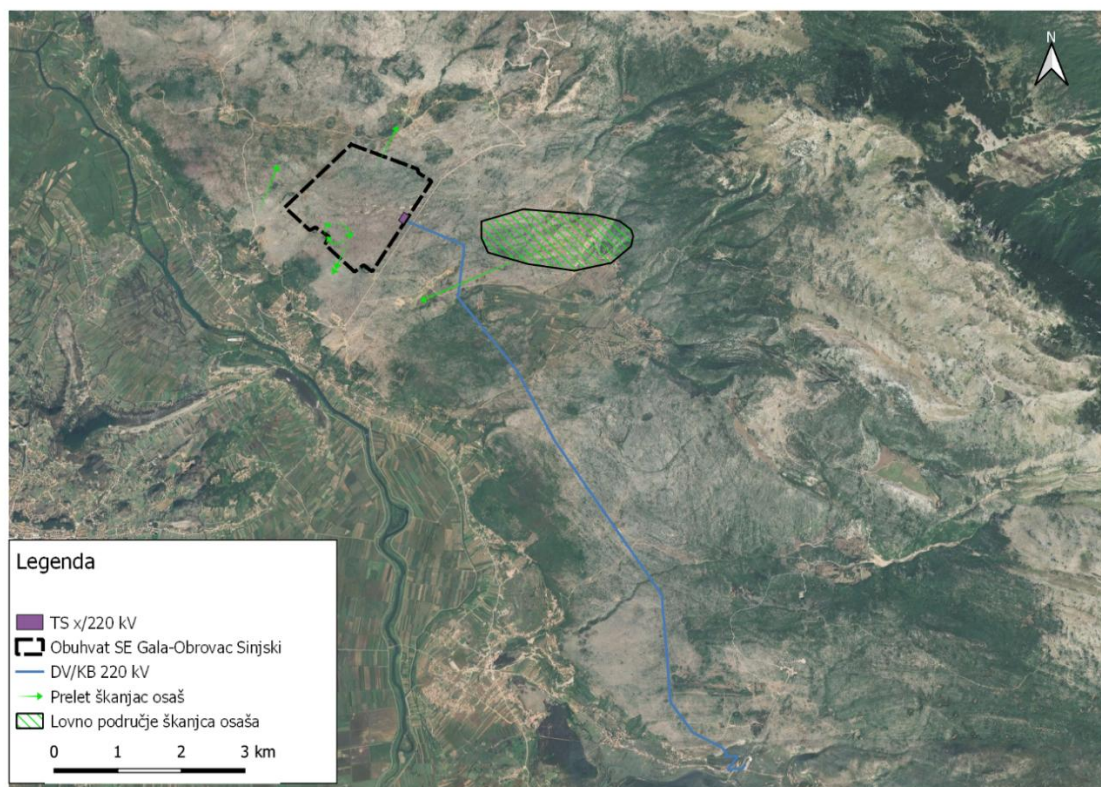 N
Legenda
TS x/220 kV
Obuhvat SE Gala-Obrovac Sinjski
DV/KB 220 kV
Prelet škanjac osaš
Lovno područje škanjca osaša
0 1 2 3 km